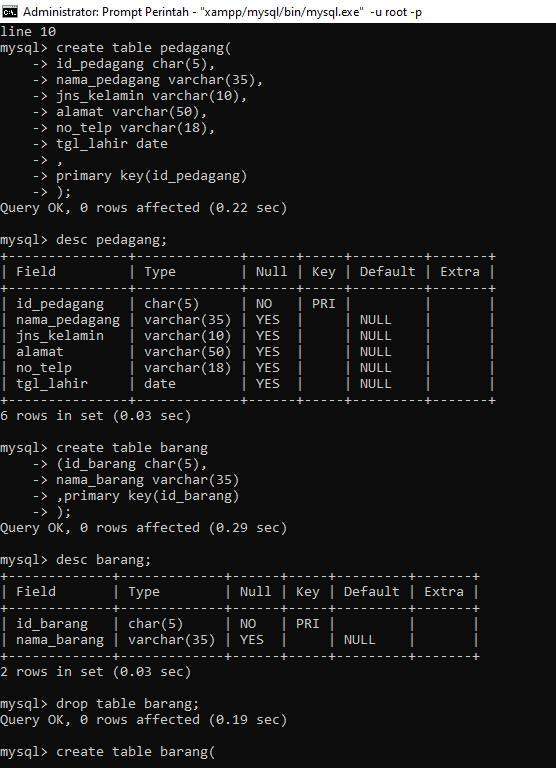 Administrator: Prompt Perintah - "xampp/mysql/bin/mysql.exe" -u root -p
line 10
mysql> create table pedagang(
    -> id_pedagang char(5),
    -> nama_pedagang varchar(35),
    -> jns_kelamin varchar(10),
    -> alamat varchar(50),
    -> no_telp varchar(18),
    -> tgl_lahir date
    -> ,
    -> primary key(id_pedagang)
    -> );
Query OK, 0 rows affected (0.22 sec)

mysql> desc pedagang;
+---------------+-------------+------+-----+---------+-------+
| Field         | Type        | Null | Key | Default | Extra |
+---------------+-------------+------+-----+---------+-------+
| id_pedagang   | char(5)     | NO   | PRI |         |       |
| nama_pedagang | varchar(35) | YES  |     | NULL    |       |
| jns_kelamin   | varchar(10) | YES  |     | NULL    |       |
| alamat        | varchar(50) | YES  |     | NULL    |       |
| no_telp       | varchar(18) | YES  |     | NULL    |       |
| tgl_lahir     | date        | YES  |     | NULL    |       |
+---------------+-------------+------+-----+---------+-------+
6 rows in set (0.03 sec)

mysql> create table barang
    -> (id_barang char(5),
    -> nama_barang varchar(35)
    -> ,primary key(id_barang)
    -> );
Query OK, 0 rows affected (0.29 sec)

mysql> desc barang;
+-------------+-------------+------+-----+---------+-------+
| Field       | Type        | Null | Key | Default | Extra |
+-------------+-------------+------+-----+---------+-------+
| id_barang   | char(5)     | NO   | PRI |         |       |
| nama_barang | varchar(35) | YES  |     | NULL    |       |
+-------------+-------------+------+-----+---------+-------+
2 rows in set (0.03 sec)

mysql> drop table barang;
Query OK, 0 rows affected (0.19 sec)

mysql> create table barang(